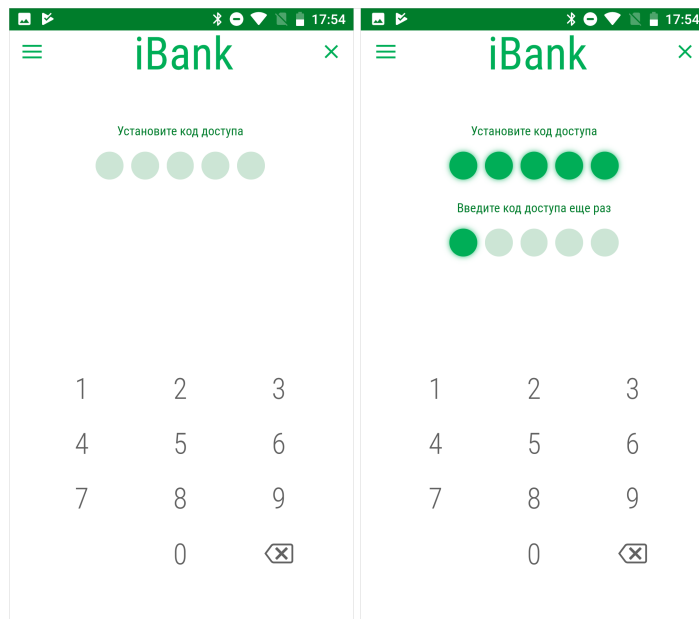 17:54
iBank
Установите код доступа
1 2 3
4 5 6
7 8 9
0
17:54
iBank
Установите код доступа
Введите код доступа еще раз
1 2 3
4 5 6
7 8 9
0